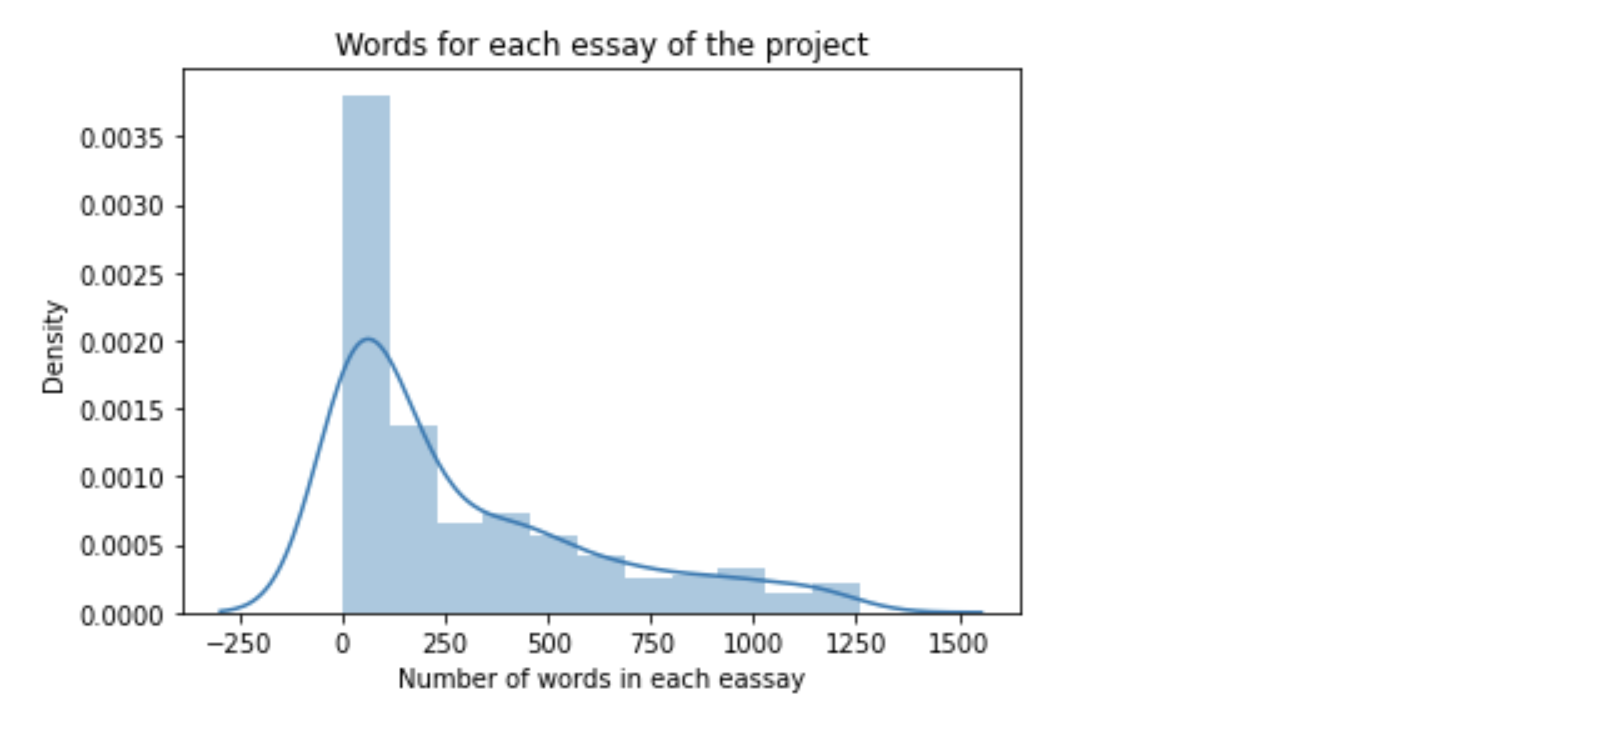 Words for each essay of the project
Density
0.0035
0.0030
0.0025
0.0020
0.0015
0.0010
0.0005
0.0000
−250 0 250 500 750 1000 1250 1500
Number of words in each eassay